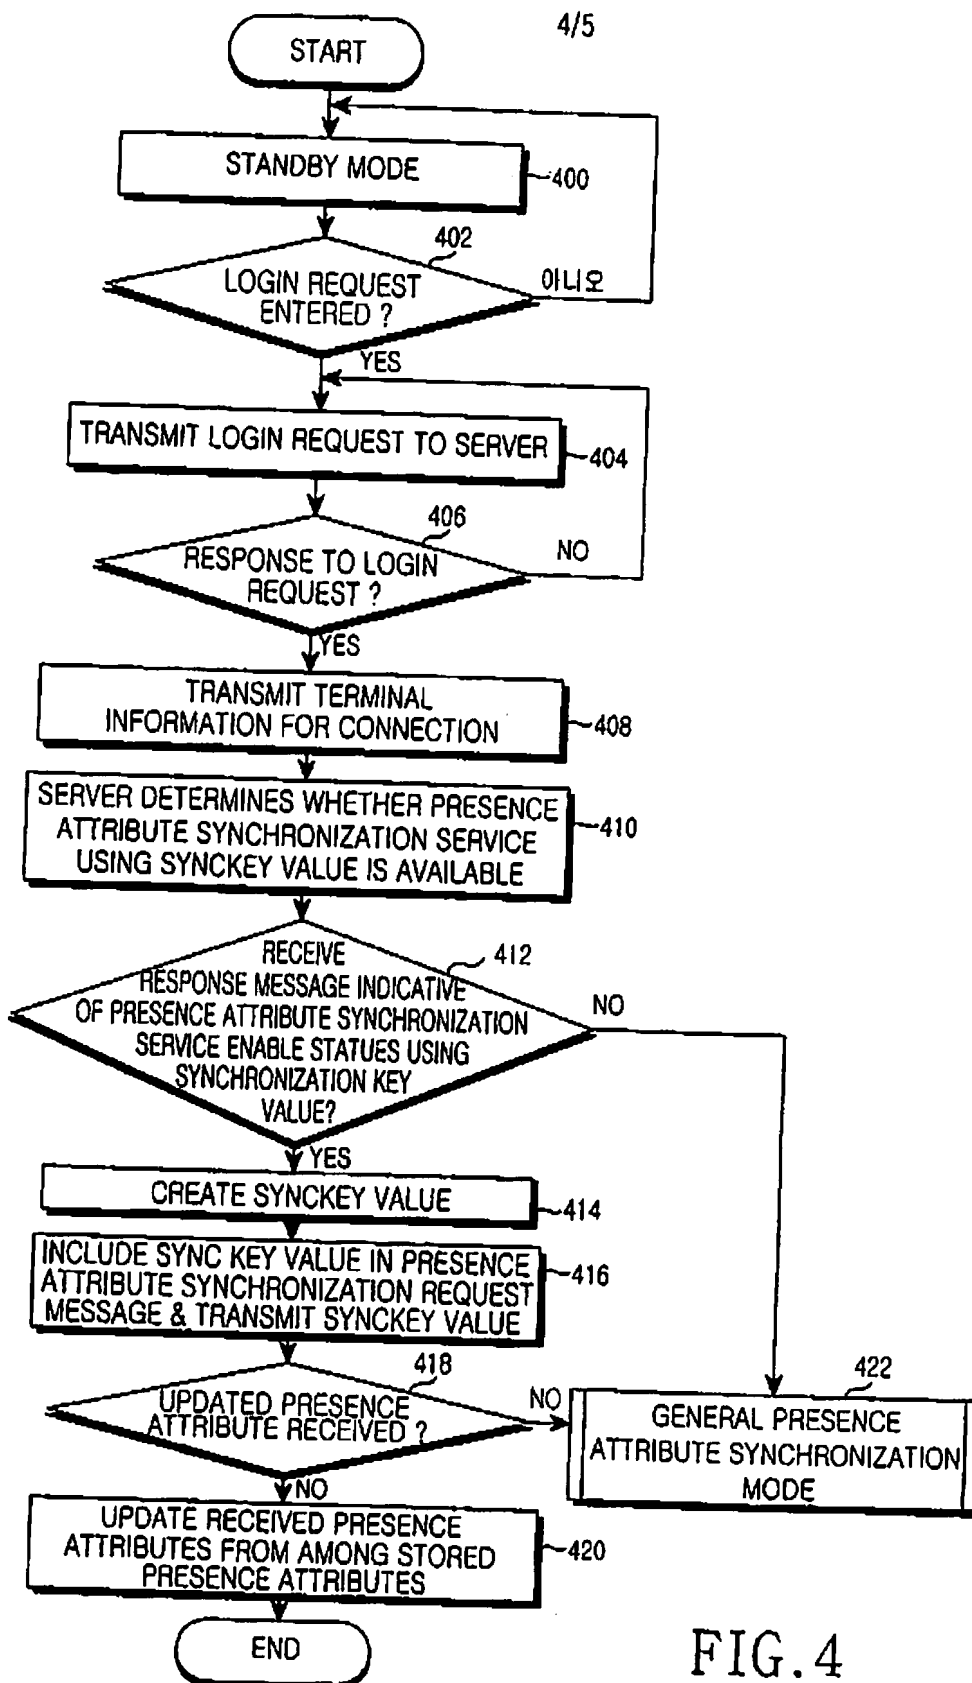 4/5
START
STANDBY MODE
400
402
LOGIN REQUEST
ENTERED ?
아니오
YES
TRANSMIT LOGIN REQUEST TO SERVER
404
406
RESPONSE TO LOGIN
REQUEST ?
NO
YES
TRANSMIT TERMINAL
INFORMATION FOR CONNECTION
408
SERVER DETERMINES WHETHER PRESENCE
ATTRIBUTE SYNCHRONIZATION SERVICE
USING SYNCKEY VALUE IS AVAILABLE
410
412
RECEIVE
RESPONSE MESSAGE INDICATIVE
OF PRESENCE ATTRIBUTE SYNCHRONIZATION
SERVICE ENABLE STATUES USING
SYNCHRONIZATION KEY
VALUE?
NO
YES
CREATE SYNCKEY VALUE
414
INCLUDE SYNC KEY VALUE IN PRESENCE
ATTRIBUTE SYNCHRONIZATION REQUEST
MESSAGE & TRANSMIT SYNCKEY VALUE
416
418
UPDATED PRESENCE
ATTRIBUTE RECEIVED ?
NO
422
GENERAL PRESENCE
ATTRIBUTE SYNCHRONIZATION
MODE
NO
UPDATE RECEIVED PRESENCE
ATTRIBUTES FROM AMONG STORED
PRESENCE ATTRIBUTES
420
END
FIG.4